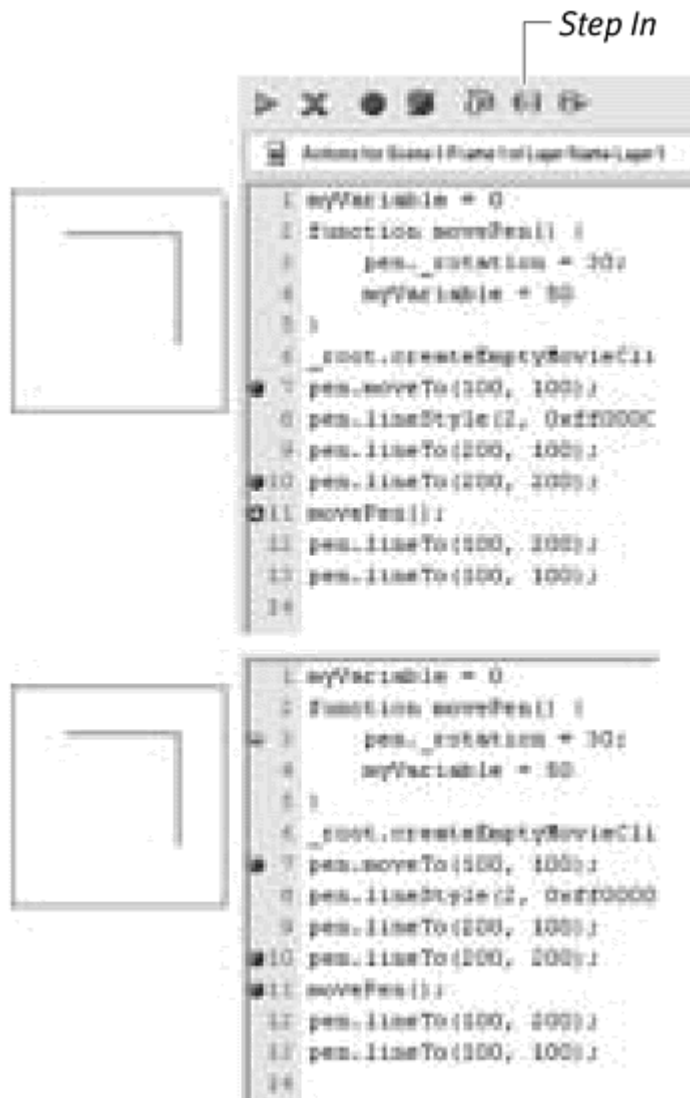 Step In
Actions for Scene 1 Frame 1 of Layer Name Layer 1
1 myVariable = 0
2 function movePen() {
3 pen._rotation = 30;
4 myVariable = 50
5 }
6 _root.createEmptyMovieCli
7 pen.moveTo(100, 100);
8 pen.lineStyle(2, 0xff000C
9 pen.lineTo(200, 100);
10 pen.lineTo(200, 200);
11 movePen();
12 pen.lineTo(100, 200);
13 pen.lineTo(100, 100);
14
1 myVariable = 0
2 function movePen() {
3 pen._rotation = 30;
4 myVariable = 50
5 }
6 _root.createEmptyMovieCli
7 pen.moveTo(100, 100);
8 pen.lineStyle(2, 0xff0000
9 pen.lineTo(200, 100);
10 pen.lineTo(200, 200);
11 movePen();
12 pen.lineTo(100, 200);
13 pen.lineTo(100, 100);
14